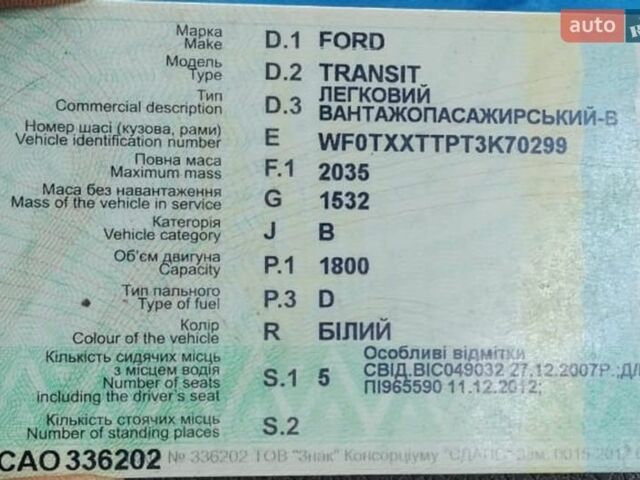 auto
R
Марка
Make D.1 FORD
Модель
Type D.2 TRANSIT
Тип
Commercial description D.3 ЛЕГКОВИЙ
ВАНТАЖОПАСАЖИРСЬКИЙ-В
Номер шасі (кузова, рами)
Vehicle identification number E WF0TXXTTPT3K70299
Повна маса
Maximum mass F.1 2035
Маса без навантаження
Mass of the vehicle in service G 1532
Категорія
Vehicle category J B
Об'єм двигуна
Capacity P.1 1800
Тип пального
Type of fuel P.3 D
Колір
Colour of the vehicle R БІЛИЙ
Кількість сидячих місць
з місцем водія
Number of seats
including the driver's seat S.1 5
Особливі відмітки
СВІД.ВІС049032 27.12.2007Р.;Д/
ПІ965590 11.12.2012;
Кількість стоячих місць
Number of standing places S.2
САО 336202 № 336202 ТОВ "Знак" Консорціуму "ЄДАПС" Зам. 0015-2012